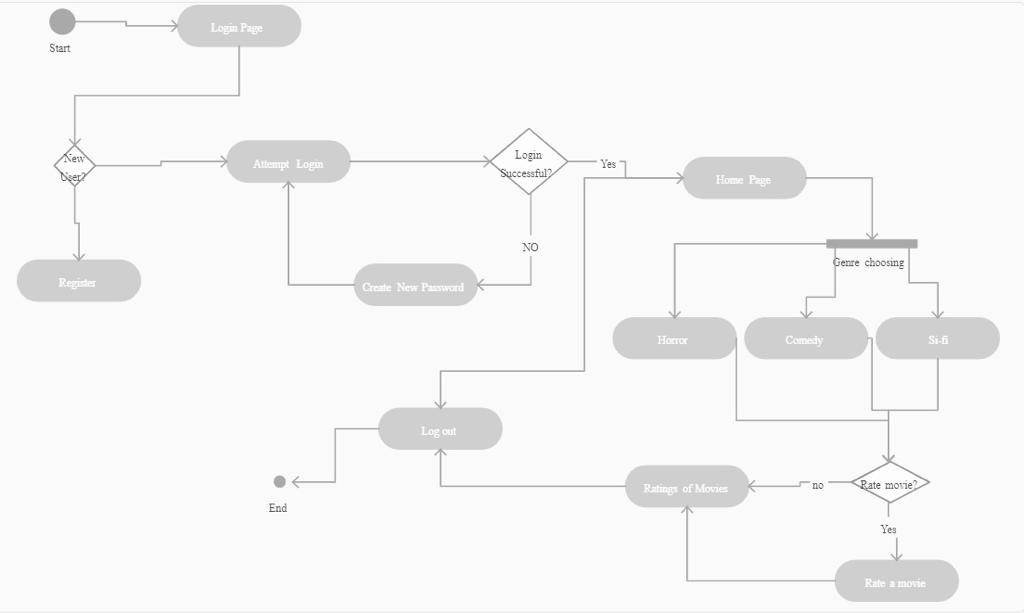 Login Page
Start
New
User?
Attempt Login
Login
Successful?
Yes
Home Page
NO
Genre choosing
Register
Create New Password
Horror
Comedy
Si-fi
Log out
End
Ratings of Movies
no
Rate movie?
Yes
Rate a movie